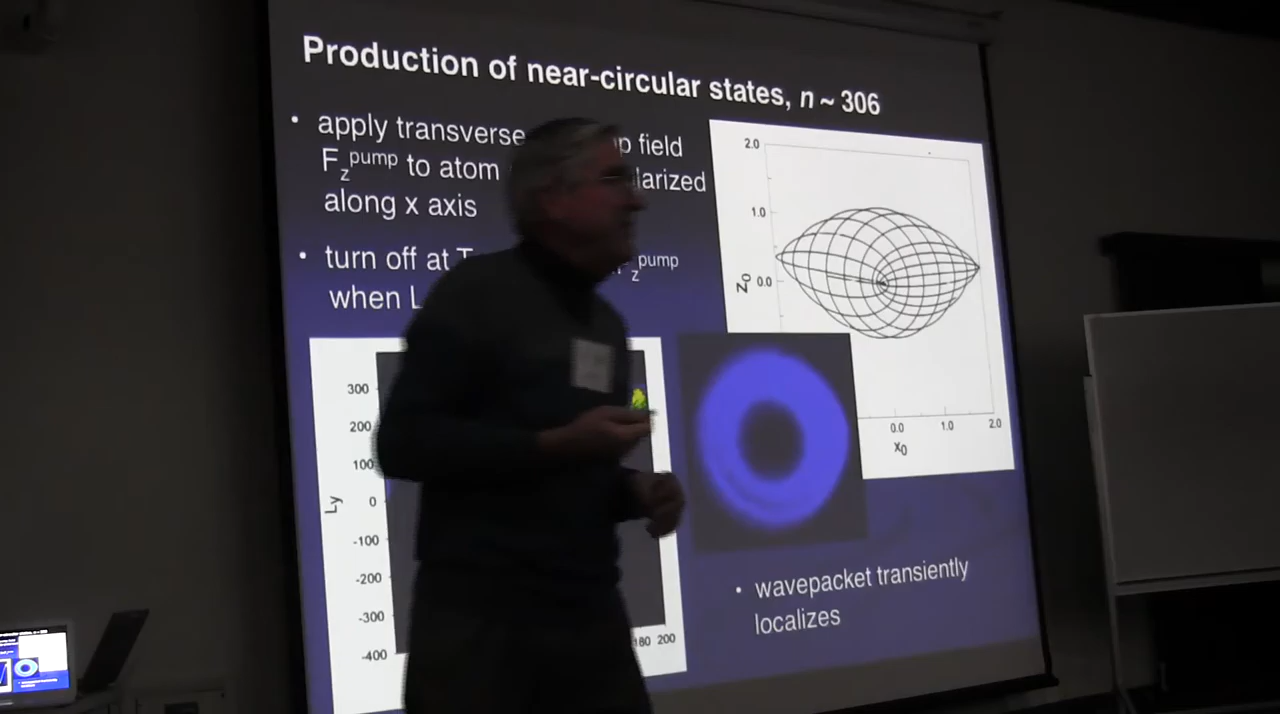 Production of near-circular states, n ~ 306
apply transverse field
F_z^pump to atom
along x axis
turn off at z^pump
when L
2.0
1.0
0.0
Z0
0.0 1.0 2.0
X0
300
200
100
0
-100
-200
-300
-400
Ly
180 200
wavepacket transiently
localizes